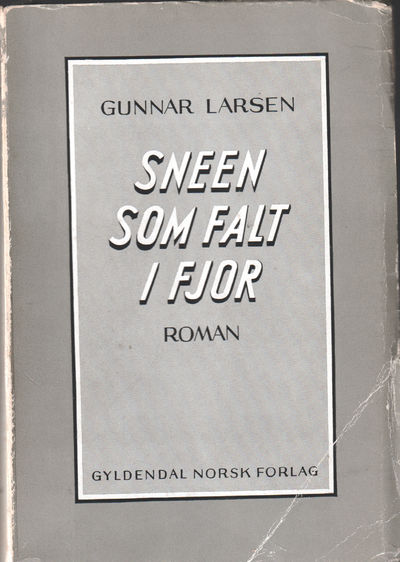 GUNNAR LARSEN
SNEEN
SOM FALT
I FJOR
ROMAN
GYLDENDAL NORSK FORLAG